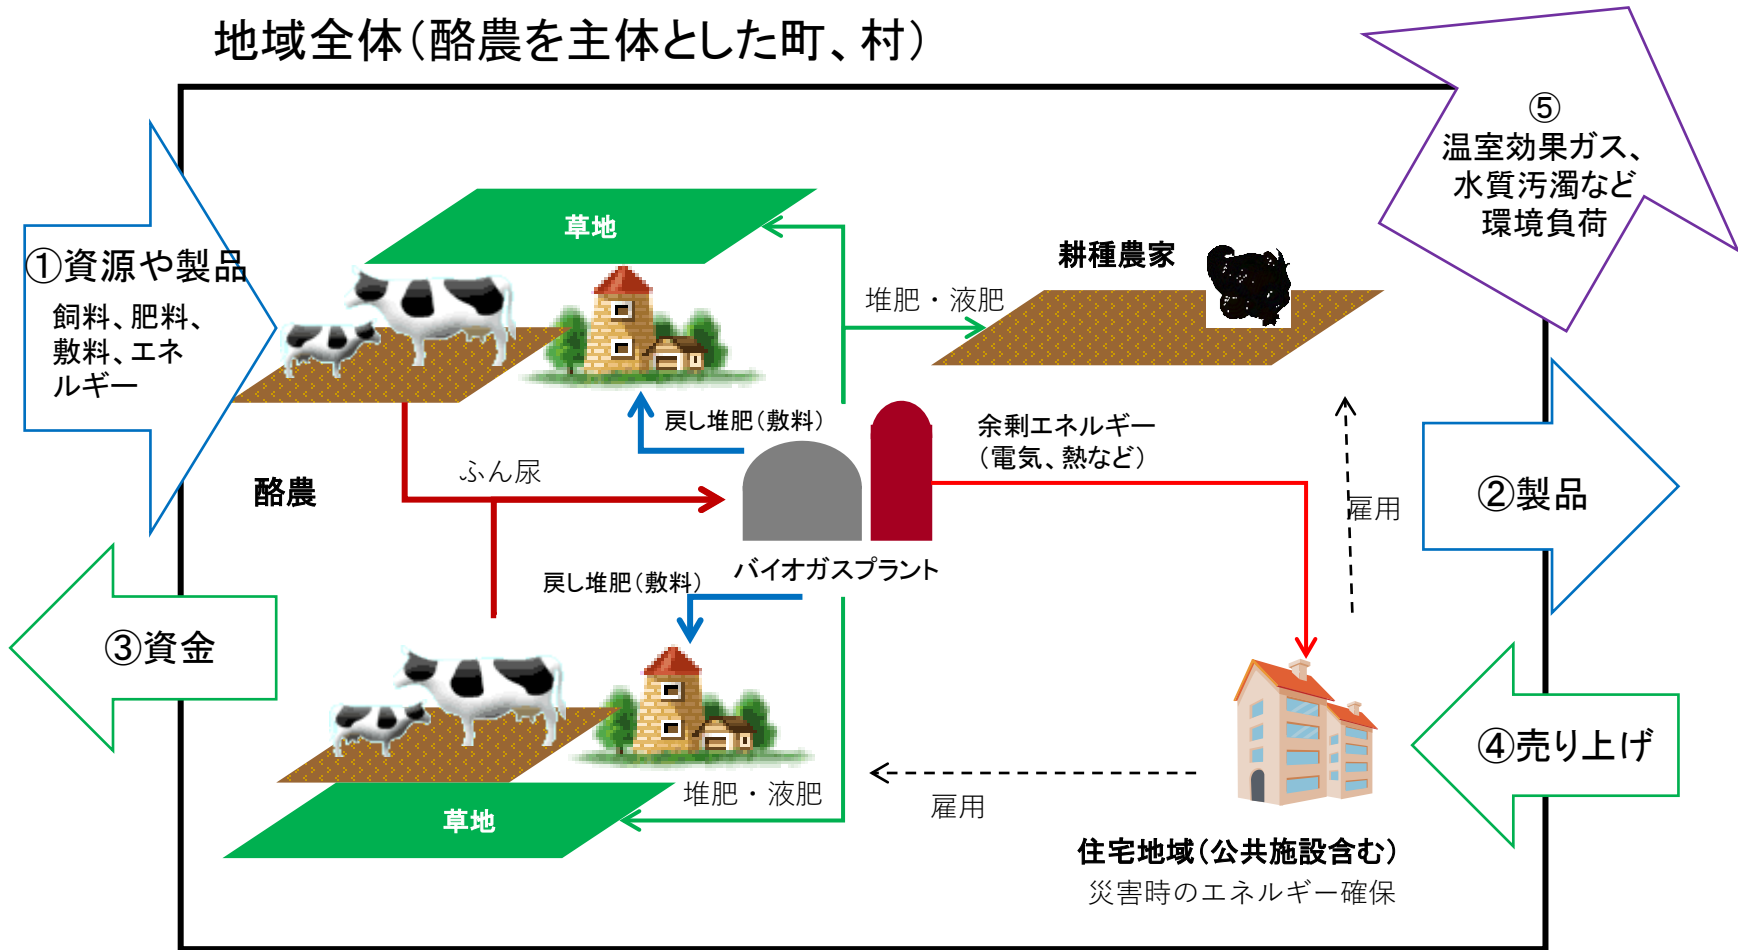 地域全体(酪農を主体とした町、村)
⑤
温室効果ガス、
水質汚濁など
環境負荷
①資源や製品
飼料、肥料、
敷料、エネ
ルギー
草地
耕種農家
堆肥・液肥
戻し堆肥(敷料)
余剰エネルギー
(電気、熱など)
ふん尿
酪農
雇用
②製品
バイオガスプラント
戻し堆肥(敷料)
③資金
④売り上げ
堆肥・液肥
草地
雇用
住宅地域(公共施設含む)
災害時のエネルギー確保